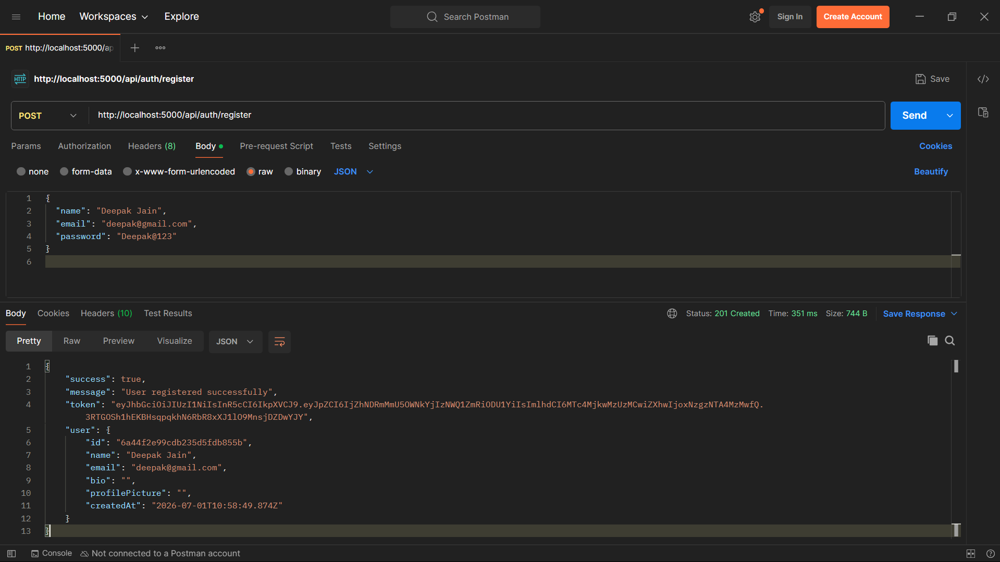 Home Workspaces Explore Search Postman Sign In Create Account
POST http://localhost:5000/ap
HTTP http://localhost:5000/api/auth/register Save
POST http://localhost:5000/api/auth/register Send
Params Authorization Headers (8) Body Pre-request Script Tests Settings Cookies
none form-data x-www-form-urlencoded raw binary JSON Beautify
1 {
2 "name": "Deepak Jain",
3 "email": "deepak@gmail.com",
4 "password": "Deepak@123"
5 }
6
Body Cookies Headers (10) Test Results Status: 201 Created Time: 351 ms Size: 744 B Save Response
Pretty Raw Preview Visualize JSON
1 {
2 "success": true,
3 "message": "User registered successfully",
4 "token": "eyJhbGciOiJIUzI1NiIsInR5cCI6IkpXVCJ9.eyJpZCI6IjZhNDRmMmU5OWNkYjIzNWQ1ZmRiODU1YiIsImlhdCI6MTc4MjkwMzUzMCwiZXhwIjoxNzgzNTA4MzMwfQ.
3RTGOSh1hEKBHsqpqkhN6RbR8xXJ1lO9MnsjDZDwYJY",
5 "user": {
6 "id": "6a44f2e99cdb235d5fdb855b",
7 "name": "Deepak Jain",
8 "email": "deepak@gmail.com",
9 "bio": "",
10 "profilePicture": "",
11 "createdAt": "2026-07-01T10:58:49.874Z"
12 }
13 }
Console Not connected to a Postman account